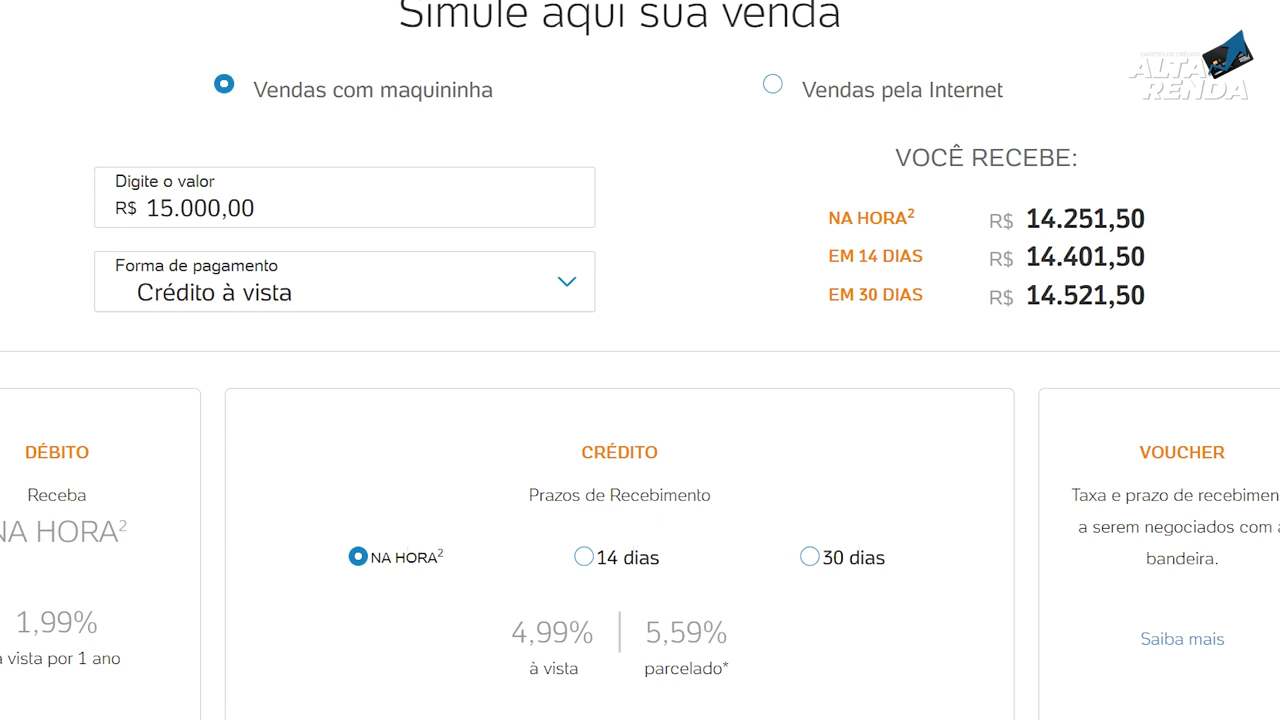 Simule aqui sua venda
CARTÕES DE CRÉDITO
ALTA
RENDA
Vendas com maquininha
Vendas pela Internet
VOCÊ RECEBE:
Digite o valor
R$ 15.000,00
NA HORA² R$ 14.251,50
EM 14 DIAS R$ 14.401,50
EM 30 DIAS R$ 14.521,50
Forma de pagamento
Crédito à vista
DÉBITO
Receba
NA HORA²
1,99%
à vista por 1 ano
CRÉDITO
Prazos de Recebimento
NA HORA²
14 dias
30 dias
4,99%
à vista
5,59%
parcelado*
VOUCHER
Taxa e prazo de recebimen
a serem negociados com a
bandeira.
Saiba mais